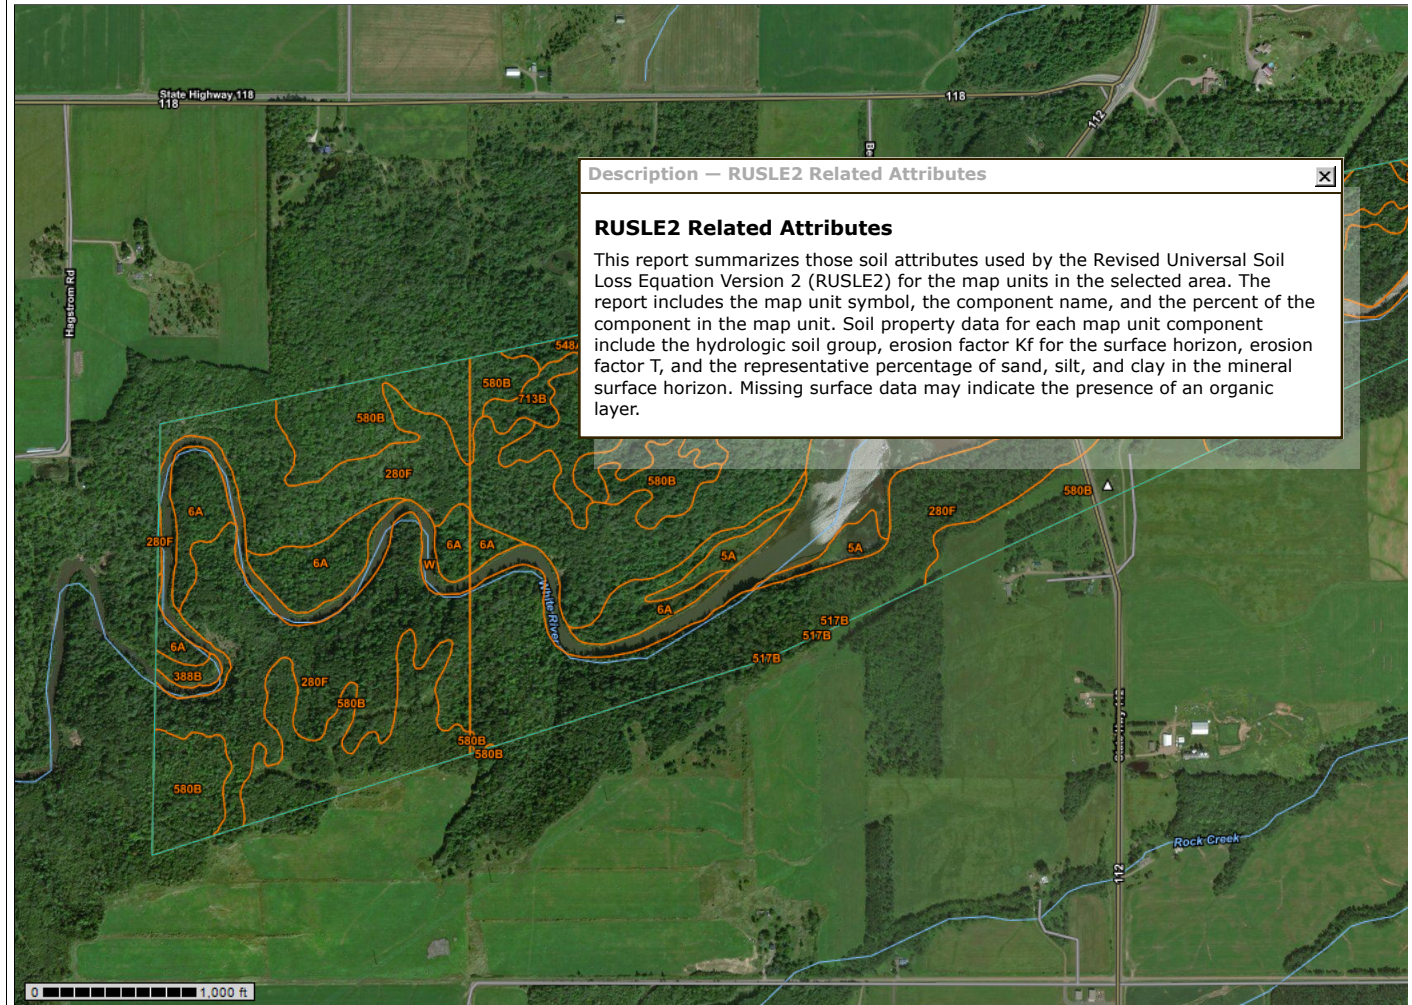 State Highway 118
118
118
112
Be
Hagstrom Rd
Description — RUSLE2 Related Attributes
RUSLE2 Related Attributes
This report summarizes those soil attributes used by the Revised Universal Soil
Loss Equation Version 2 (RUSLE2) for the map units in the selected area. The
report includes the map unit symbol, the component name, and the percent of the
component in the map unit. Soil property data for each map unit component
include the hydrologic soil group, erosion factor Kf for the surface horizon, erosion
factor T, and the representative percentage of sand, silt, and clay in the mineral
surface horizon. Missing surface data may indicate the presence of an organic
layer.
548A
580B
713B
580B
280F
580B
580B
6A
280F
280F
6A
6A
6A
5A
5A
W
White River
6A
517B
517B
517B
6A
388B
280F
580B
580B
580B
580B
Rock Creek
112
0
1,000 ft